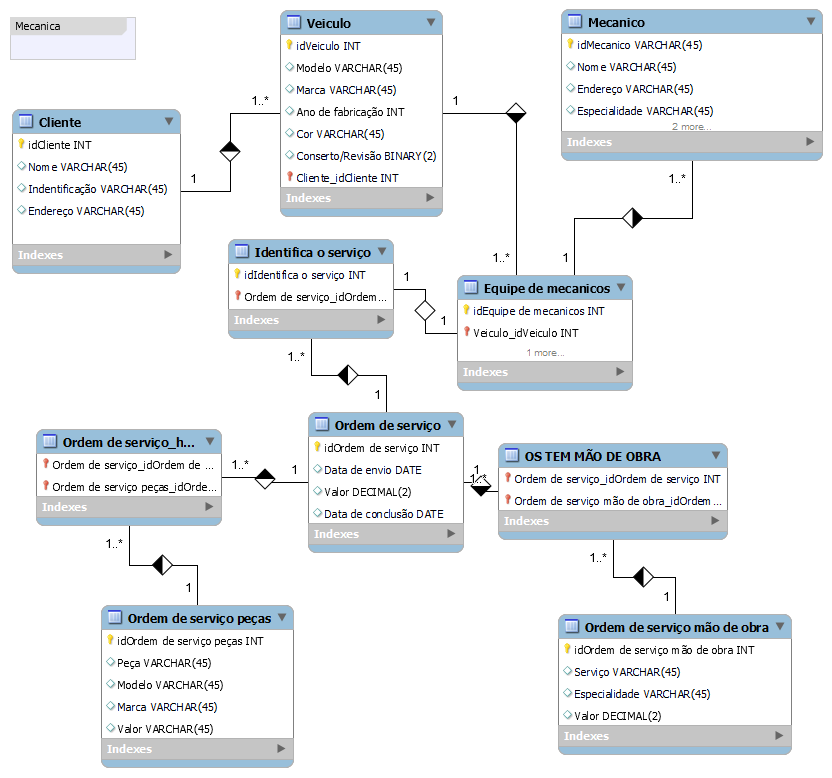 Mecanica
Veiculo
idVeiculo INT
Modelo VARCHAR(45)
Marca VARCHAR(45)
Ano de fabricação INT
Cor VARCHAR(45)
Conserto/Revisão BINARY(2)
Cliente_idCliente INT
Indexes
Mecanico
idMecanico VARCHAR(45)
Nome VARCHAR(45)
Endereço VARCHAR(45)
Especialidade VARCHAR(45)
2 more...
Indexes
Cliente
idCliente INT
Nome VARCHAR(45)
Indentificação VARCHAR(45)
Endereço VARCHAR(45)
Indexes
1..*
1
1
1..*
1..*
1
Identifica o serviço
idIdentifica o serviço INT
Ordem de serviço_idOrdem...
Indexes
1
1
Equipe de mecanicos
idEquipe de mecanicos INT
Veiculo_idVeiculo INT
1 more...
Indexes
1..*
1
Ordem de serviço
idOrdem de serviço INT
Data de envio DATE
Valor DECIMAL(2)
Data de conclusão DATE
Indexes
Ordem de serviço_h...
Ordem de serviço_idOrdem de ...
Ordem de serviço peças_idOrde...
Indexes
1..*
1
1
1..*
OS TEM MÃO DE OBRA
Ordem de serviço_idOrdem de serviço INT
Ordem de serviço mão de obra_idOrdem...
Indexes
1..*
1
1..*
1
Ordem de serviço peças
idOrdem de serviço peças INT
Peça VARCHAR(45)
Modelo VARCHAR(45)
Marca VARCHAR(45)
Valor VARCHAR(45)
Indexes
Ordem de serviço mão de obra
idOrdem de serviço mão de obra INT
Serviço VARCHAR(45)
Especialidade VARCHAR(45)
Valor DECIMAL(2)
Indexes